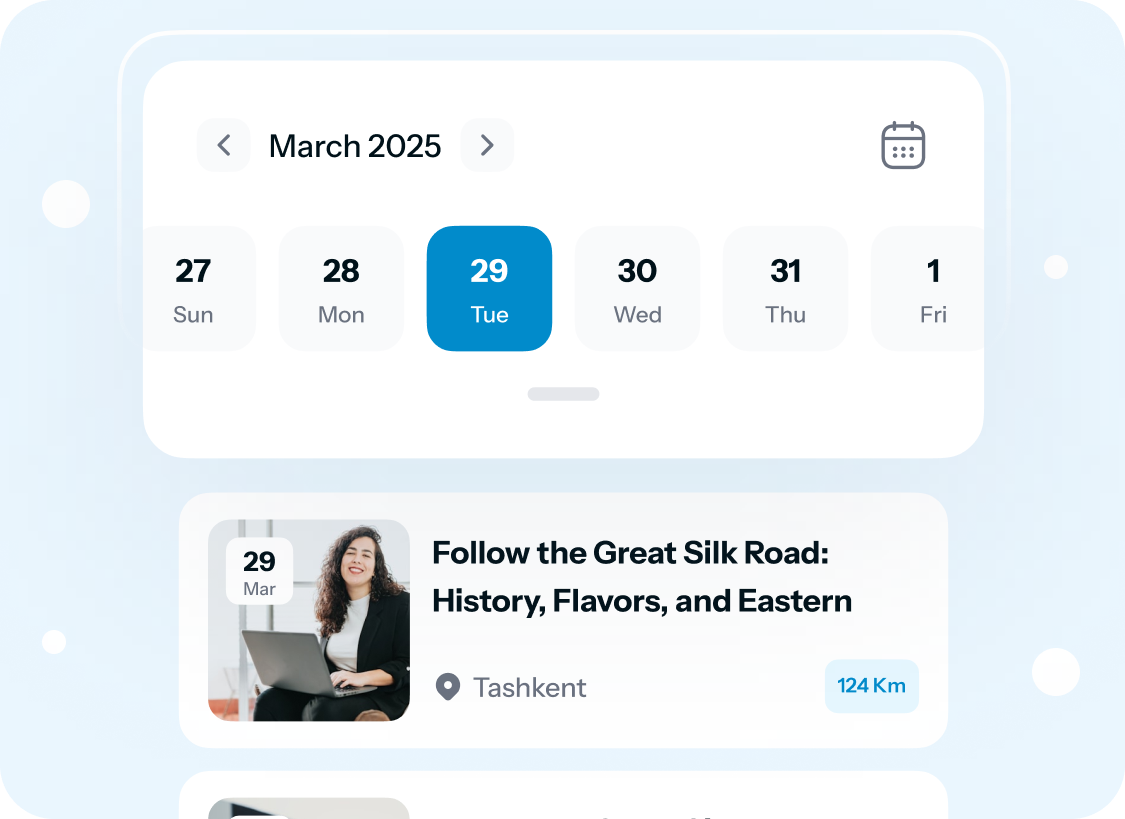 March 2025
27
Sun
28
Mon
29
Tue
30
Wed
31
Thu
1
Fri
29
Mar
Follow the Great Silk Road:
History, Flavors, and Eastern
Tashkent
124 Km